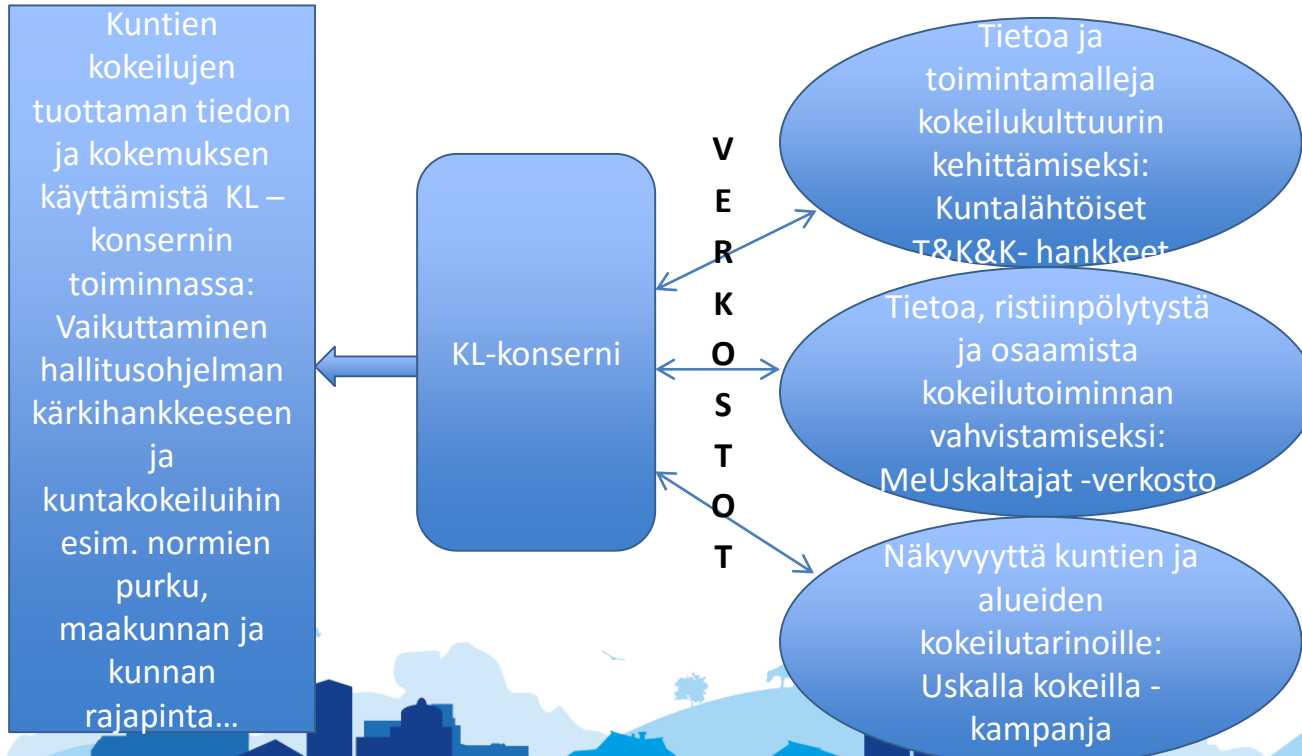 Kuntien
kokeilujen
tuottaman tiedon
ja kokemuksen
käyttämistä KL –
konsernin
toiminnassa:
Vaikuttaminen
hallitusohjelman
kärkihankkeeseen
ja
kuntakokeiluihin
esim. normien
purku,
maakunnan ja
kunnan
rajapinta…
KL-konserni
V
E
R
K
O
S
T
O
T
Tietoa ja
toimintamalleja
kokeilukulttuurin
kehittämiseksi:
Kuntalähtöiset
T&K&K- hankkeet
Tietoa, ristiinpölytystä
ja osaamista
kokeilutoiminnan
vahvistamiseksi:
MeUskaltajat -verkosto
Näkyvyyttä kuntien ja
alueiden
kokeilutarinoille:
Uskalla kokeilla -
kampanja